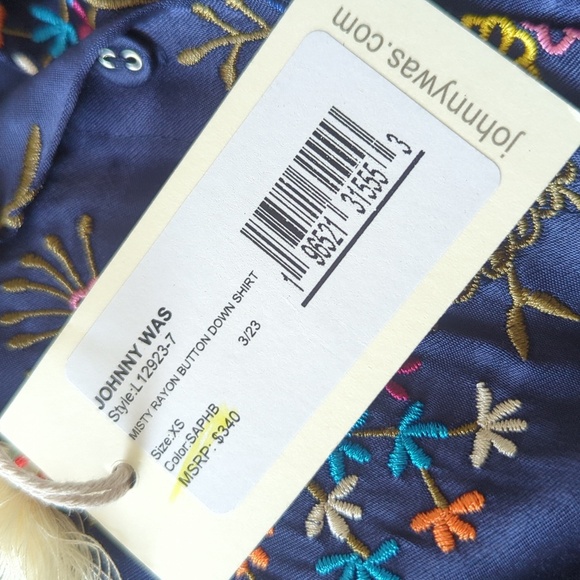 johnnywas.com
1 96521 31555 3
JOHNNY WAS
Style:L12923-7
MISTY RAYON BUTTON DOWN SHIRT
3/23
Size:XS
Color:SAPHB
MSRP: $340